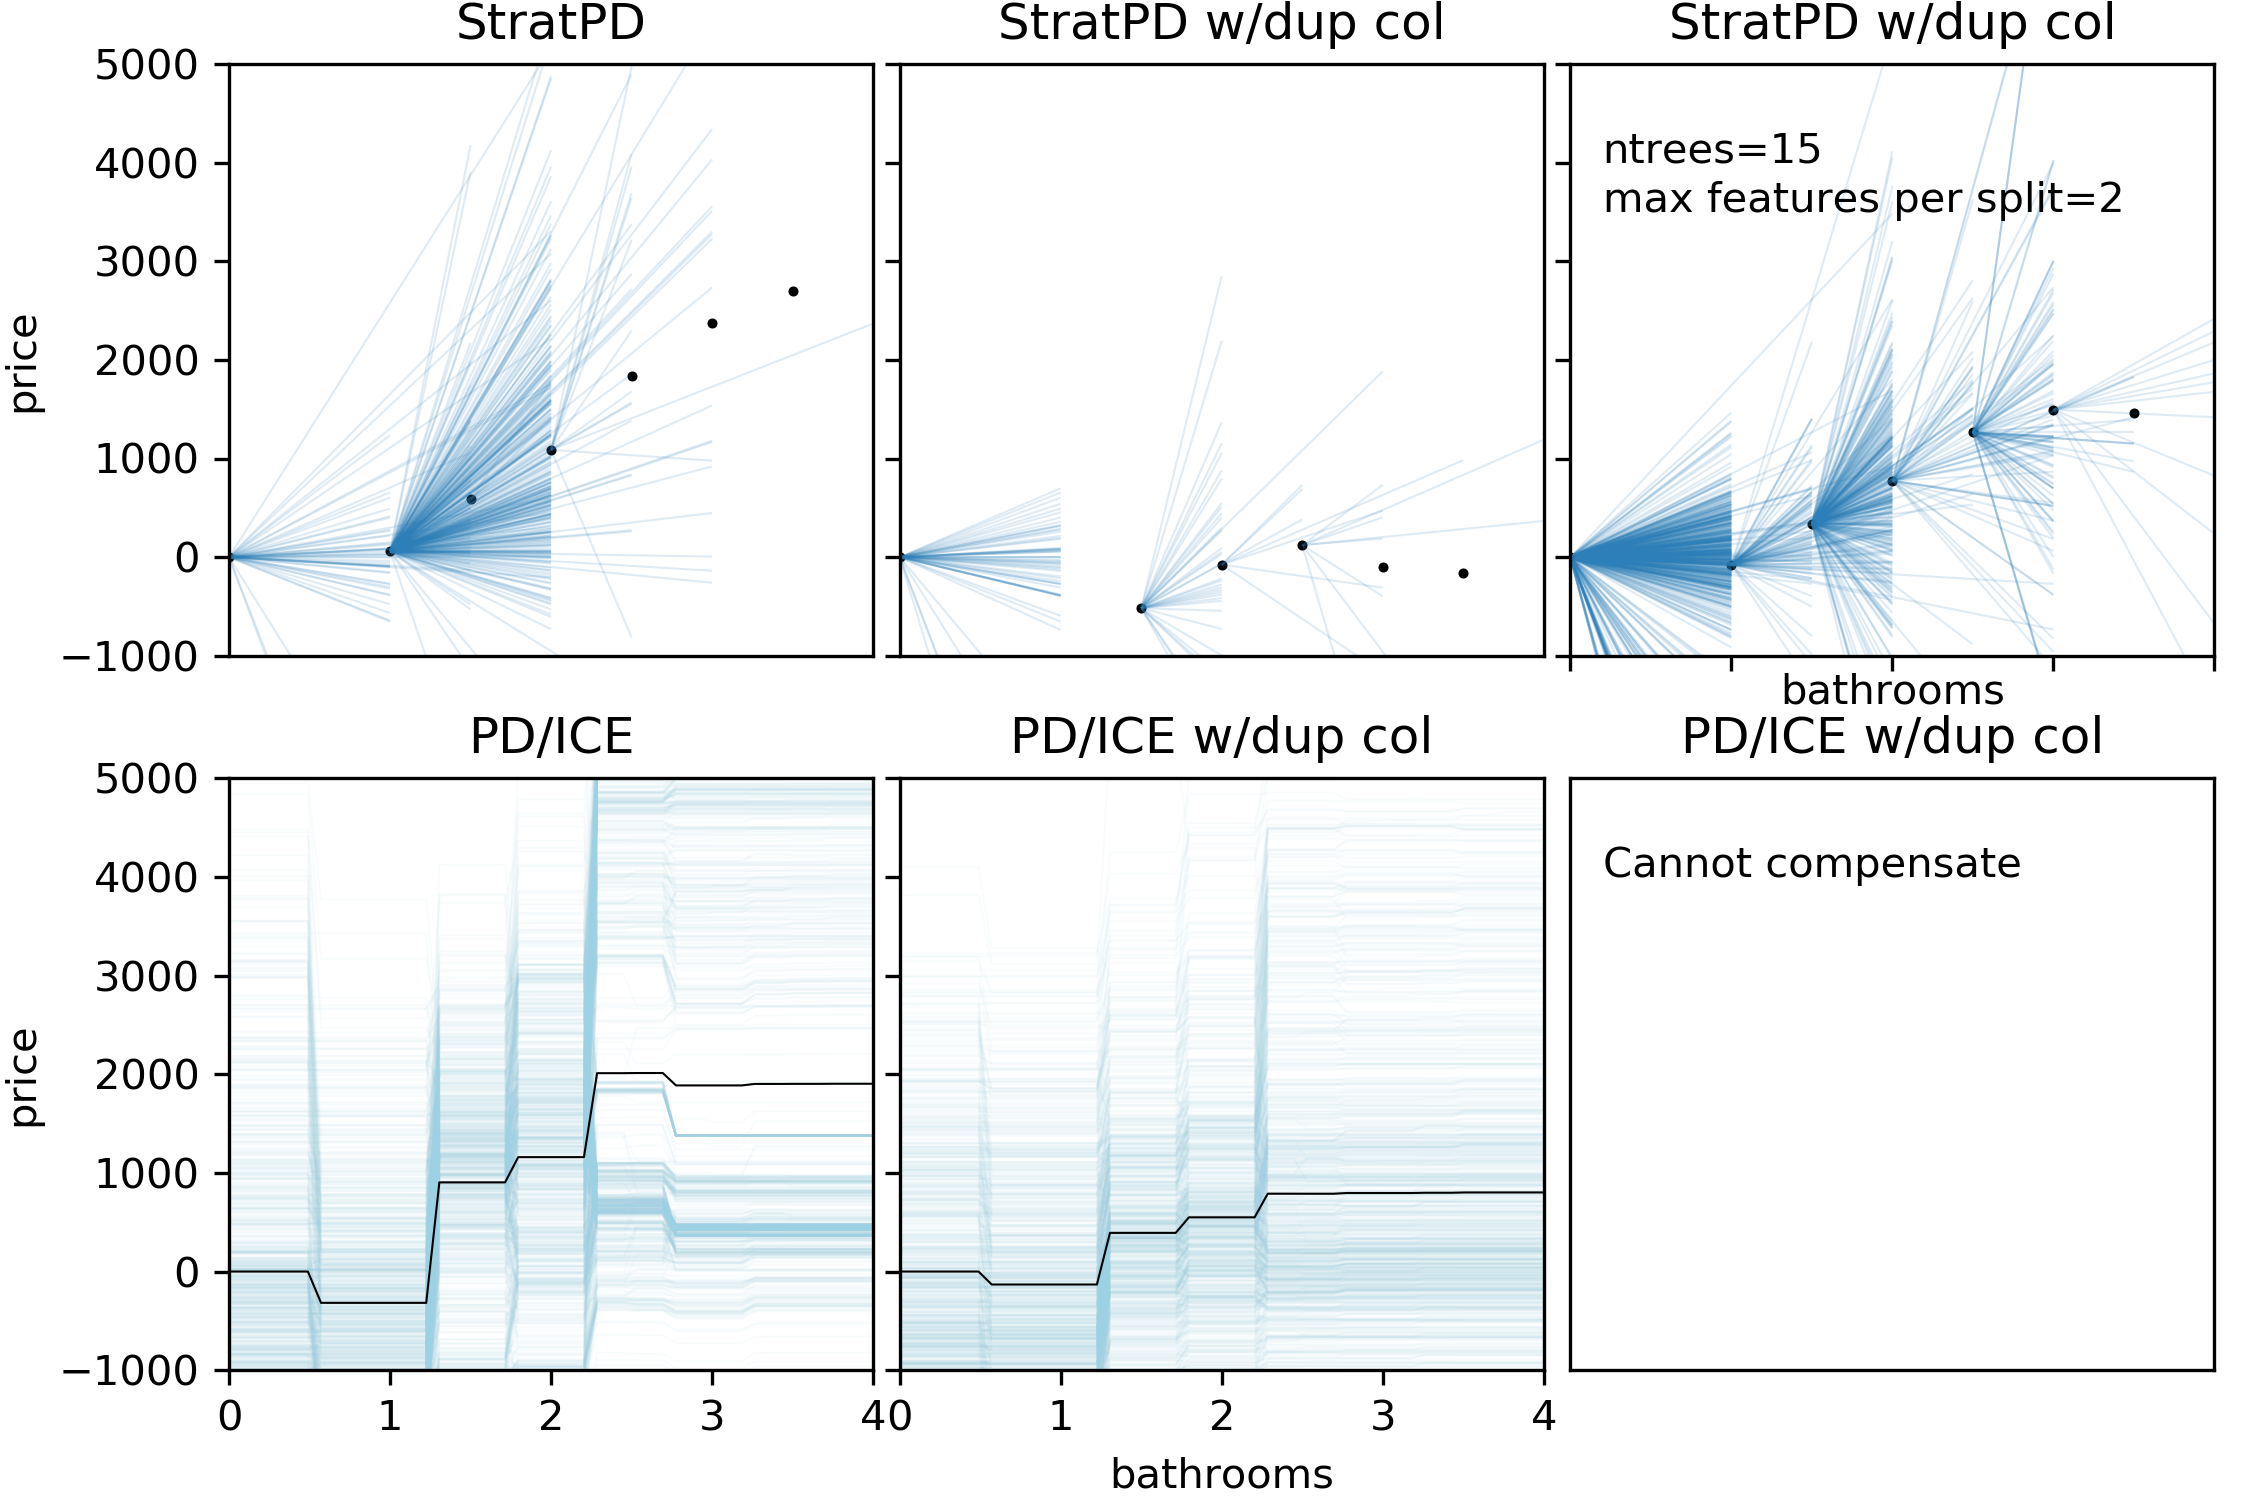 StratPD
StratPD w/dup col
StratPD w/dup col
5000
4000
3000
2000
1000
0
−1000
price
ntrees=15
max features per split=2
bathrooms
PD/ICE
PD/ICE w/dup col
PD/ICE w/dup col
5000
4000
3000
2000
1000
0
−1000
price
Cannot compensate
0 1 2 3 4
0 1 2 3 4
bathrooms